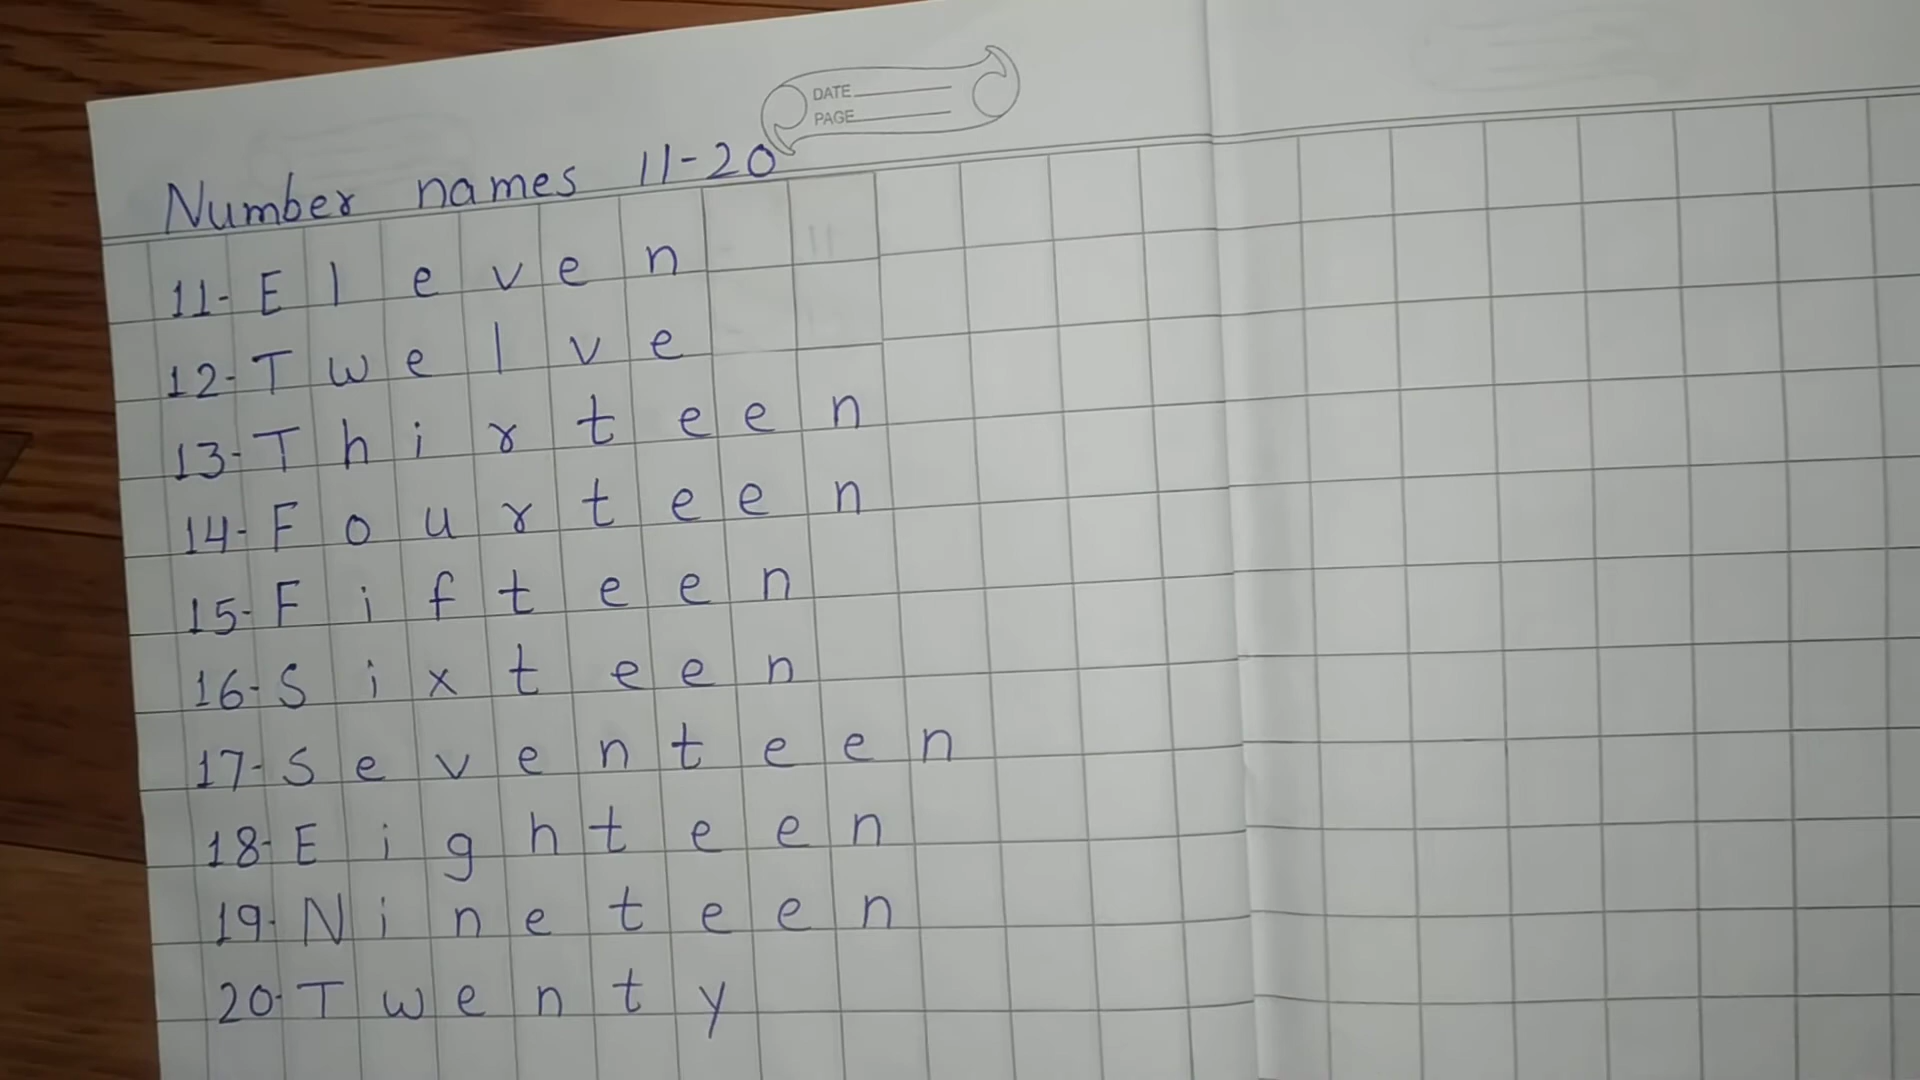 DATE
PAGE
Number names 11-20
11- Eleven
12- Twelve
13- Thirteen
14- Fourteen
15- Fifteen
16- Sixteen
17- Seventeen
18- Eighteen
19- Nineteen
20- Twenty